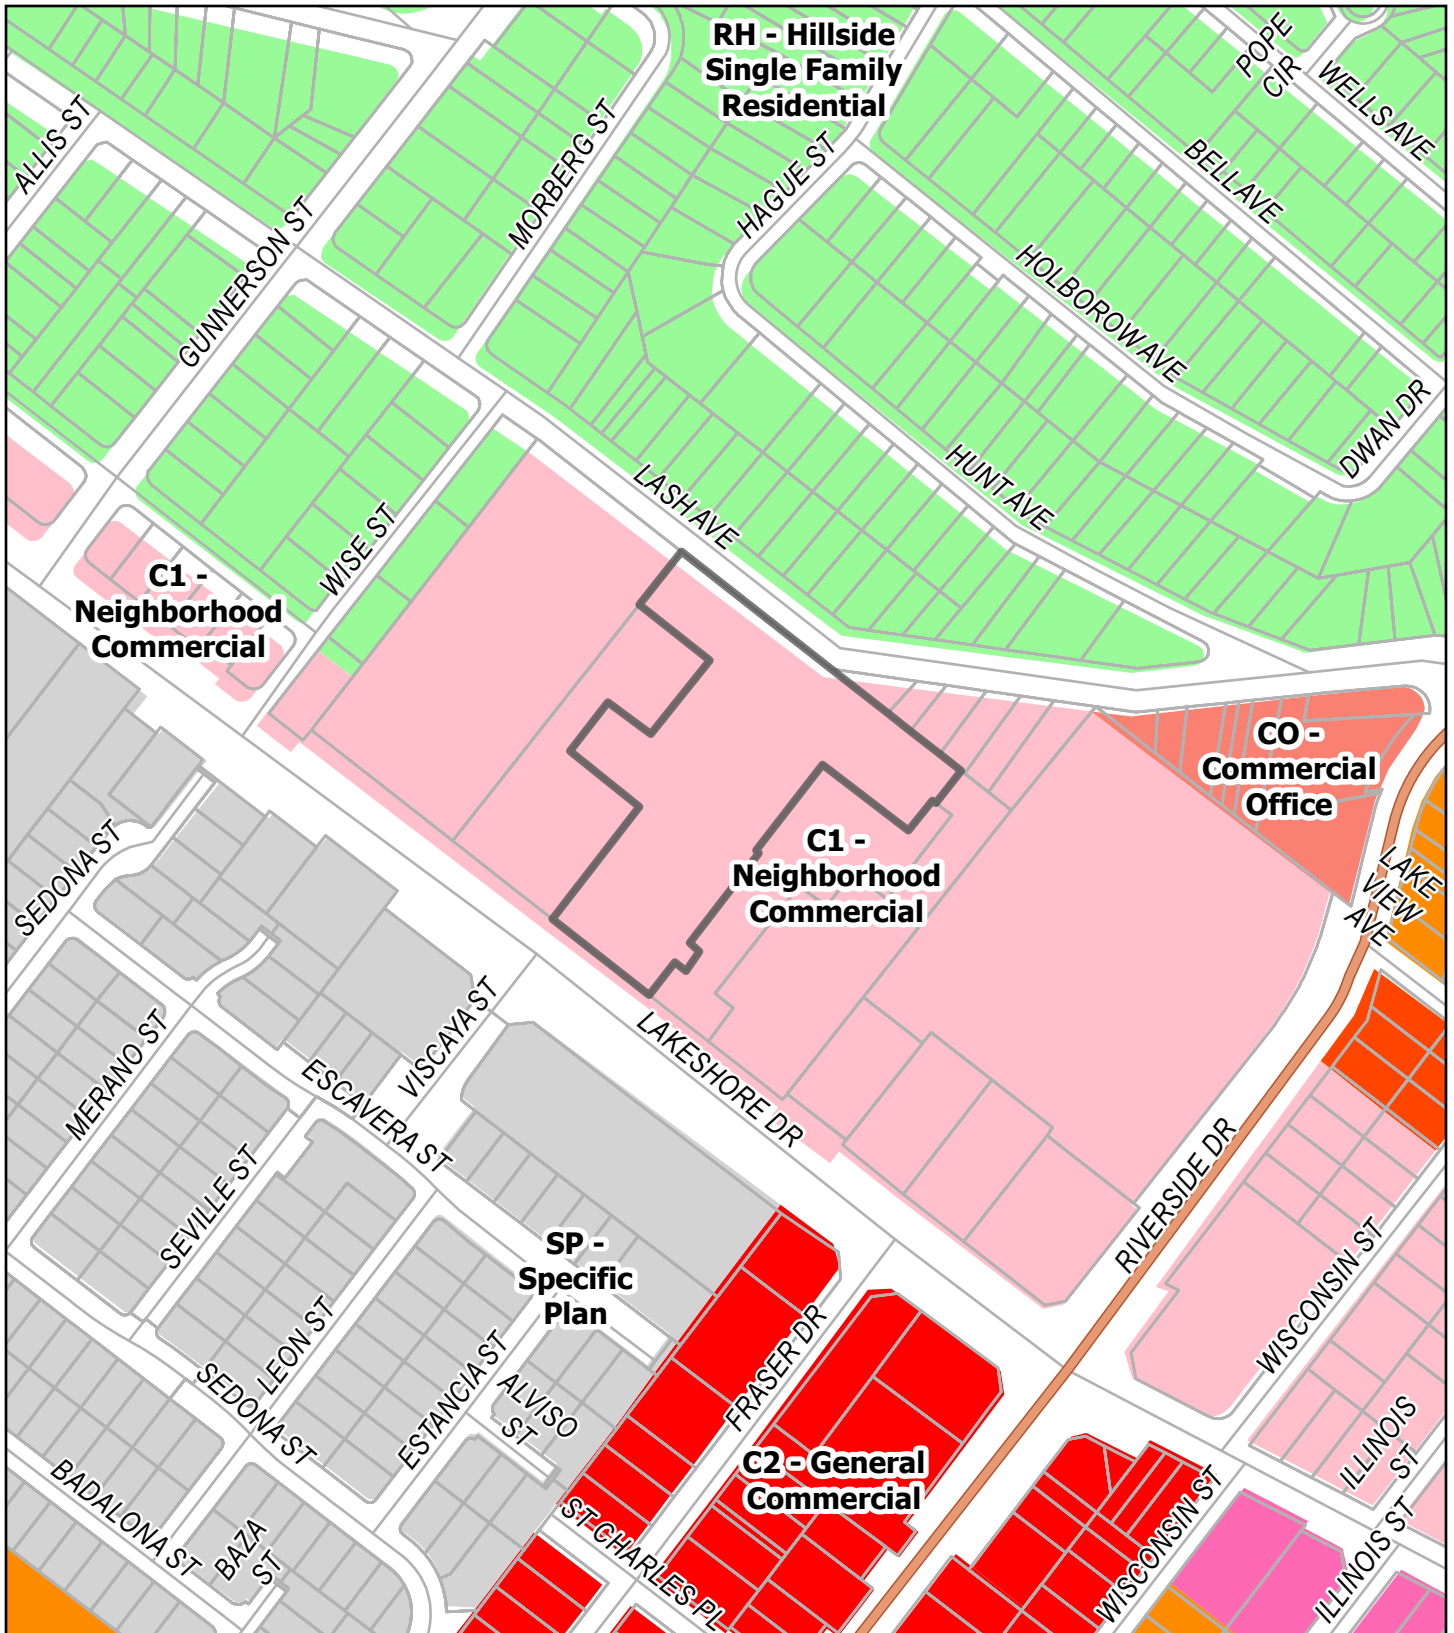 RH - Hillside
Single Family
Residential
POPE
CIR
WELLS AVE
ALLIS ST
MORBERG ST
HAGUE ST
BELL AVE
GUNNERSON ST
HOLBOROW AVE
DWAN DR
LASH AVE
HUNT AVE
WISE ST
C1 -
Neighborhood
Commercial
CO -
Commercial
Office
SEDONA ST
C1 -
Neighborhood
Commercial
LAKE
VIEW
AVE
MERANO ST
VISCAYA ST
LAKESHORE DR
ESCAVERA ST
SEVILLE ST
RIVERSIDE DR
SP -
Specific
Plan
WISCONSIN ST
LEON ST
SEDONA ST
ESTANCIA ST
ALVISO
ST
FRASER DR
ILLINOIS
ST
C2 - General
Commercial
BADALONA ST
BAZA
ST
ST CHARLES PL
WISCONSIN ST
ILLINOIS ST